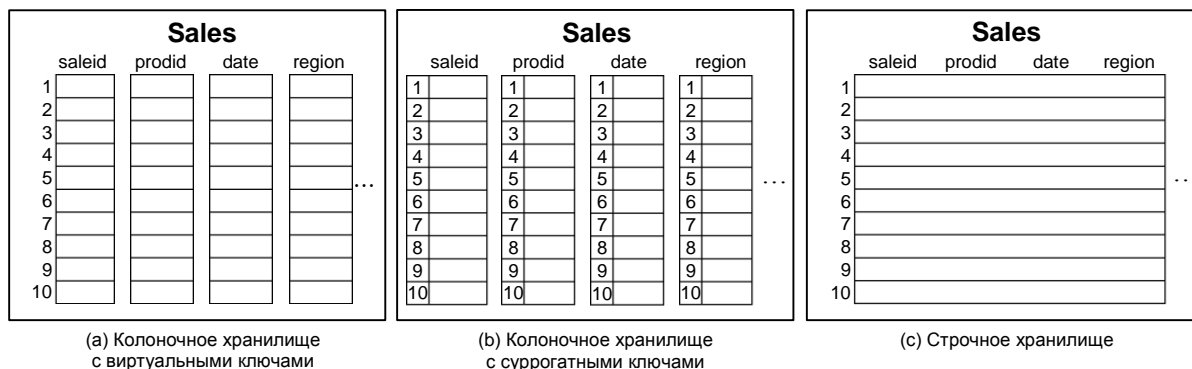 Sales
saleid prodid date region
1
2
3
4
5
6
7
8
9
10
...
(a) Колоночное хранилище
с виртуальными ключами
Sales
saleid prodid date region
1 1 1 1
2 2 2 2
3 3 3 3
4 4 4 4
5 5 5 5
6 6 6 6
7 7 7 7
8 8 8 8
9 9 9 9
10 10 10 10
...
(b) Колоночное хранилище
с суррогатными ключами
Sales
saleid prodid date region
1
2
3
4
5
6
7
8
9
10
..
(c) Строчное хранилище